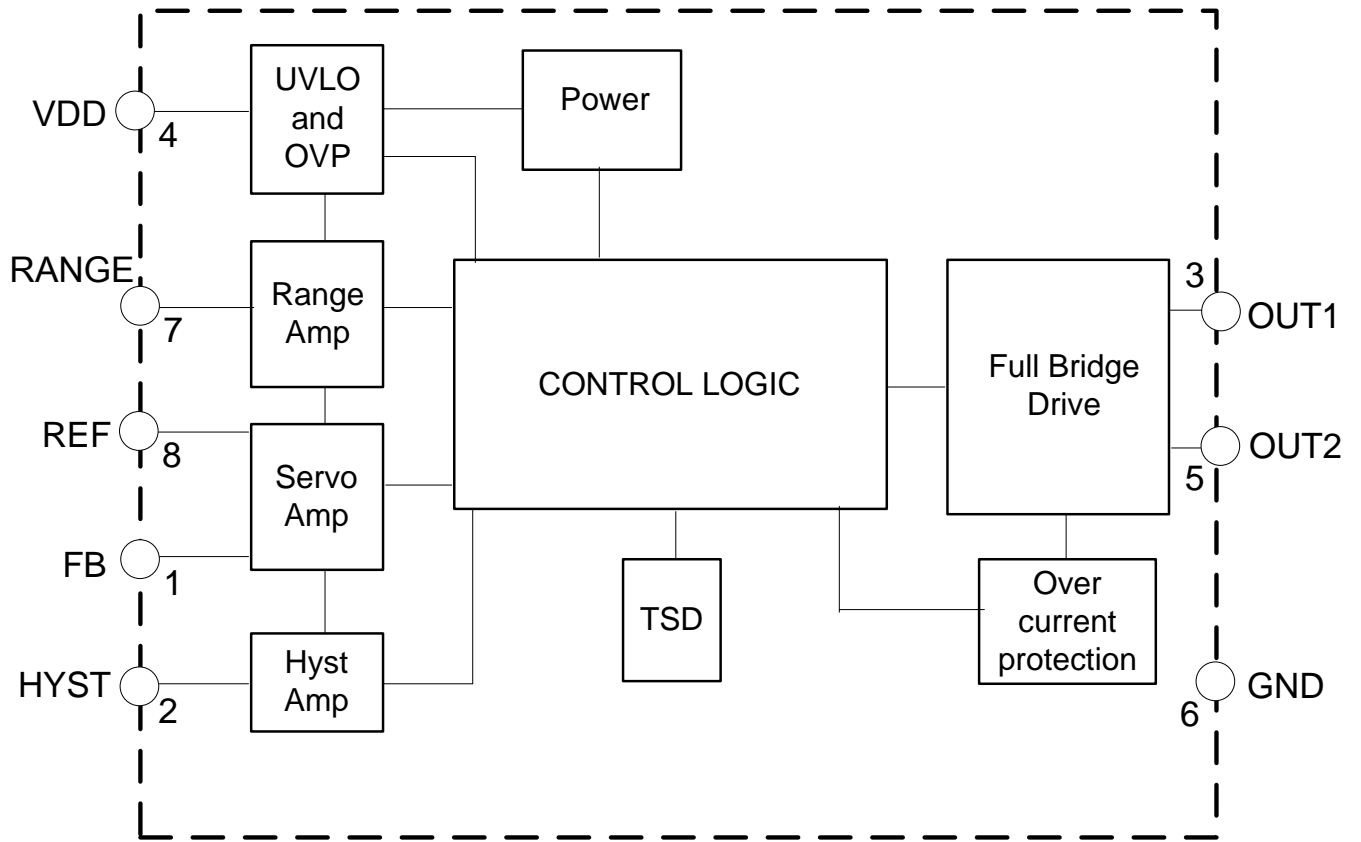 VDD
4
UVLO
and
OVP
Power
RANGE
7
Range
Amp
REF
8
Servo
Amp
FB
1
HYST
2
Hyst
Amp
CONTROL LOGIC
TSD
Full Bridge
Drive
Over
current
protection
3
OUT1
OUT2
5
GND
6